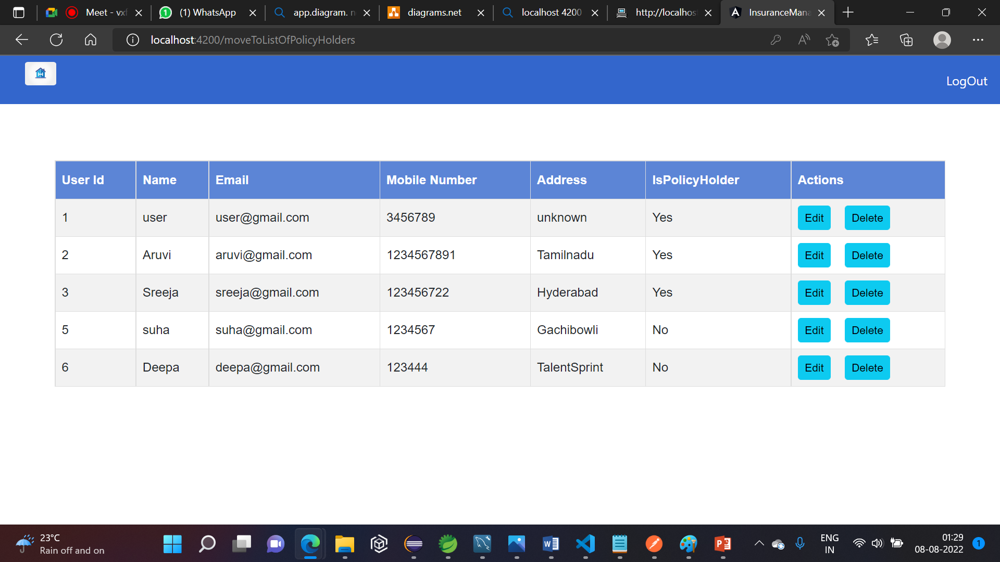 Meet - vxf
(1) WhatsApp
app.diagram. n
diagrams.net
localhost 4200
http://localhos
InsuranceMana
localhost:4200/moveToListOfPolicyHolders
LogOut
User Id Name Email Mobile Number Address IsPolicyHolder Actions
1 user user@gmail.com 3456789 unknown Yes Edit Delete
2 Aruvi aruvi@gmail.com 1234567891 Tamilnadu Yes Edit Delete
3 Sreeja sreeja@gmail.com 123456722 Hyderabad Yes Edit Delete
5 suha suha@gmail.com 1234567 Gachibowli No Edit Delete
6 Deepa deepa@gmail.com 123444 TalentSprint No Edit Delete
23°C
Rain off and on
ENG
IN
01:29
08-08-2022
1